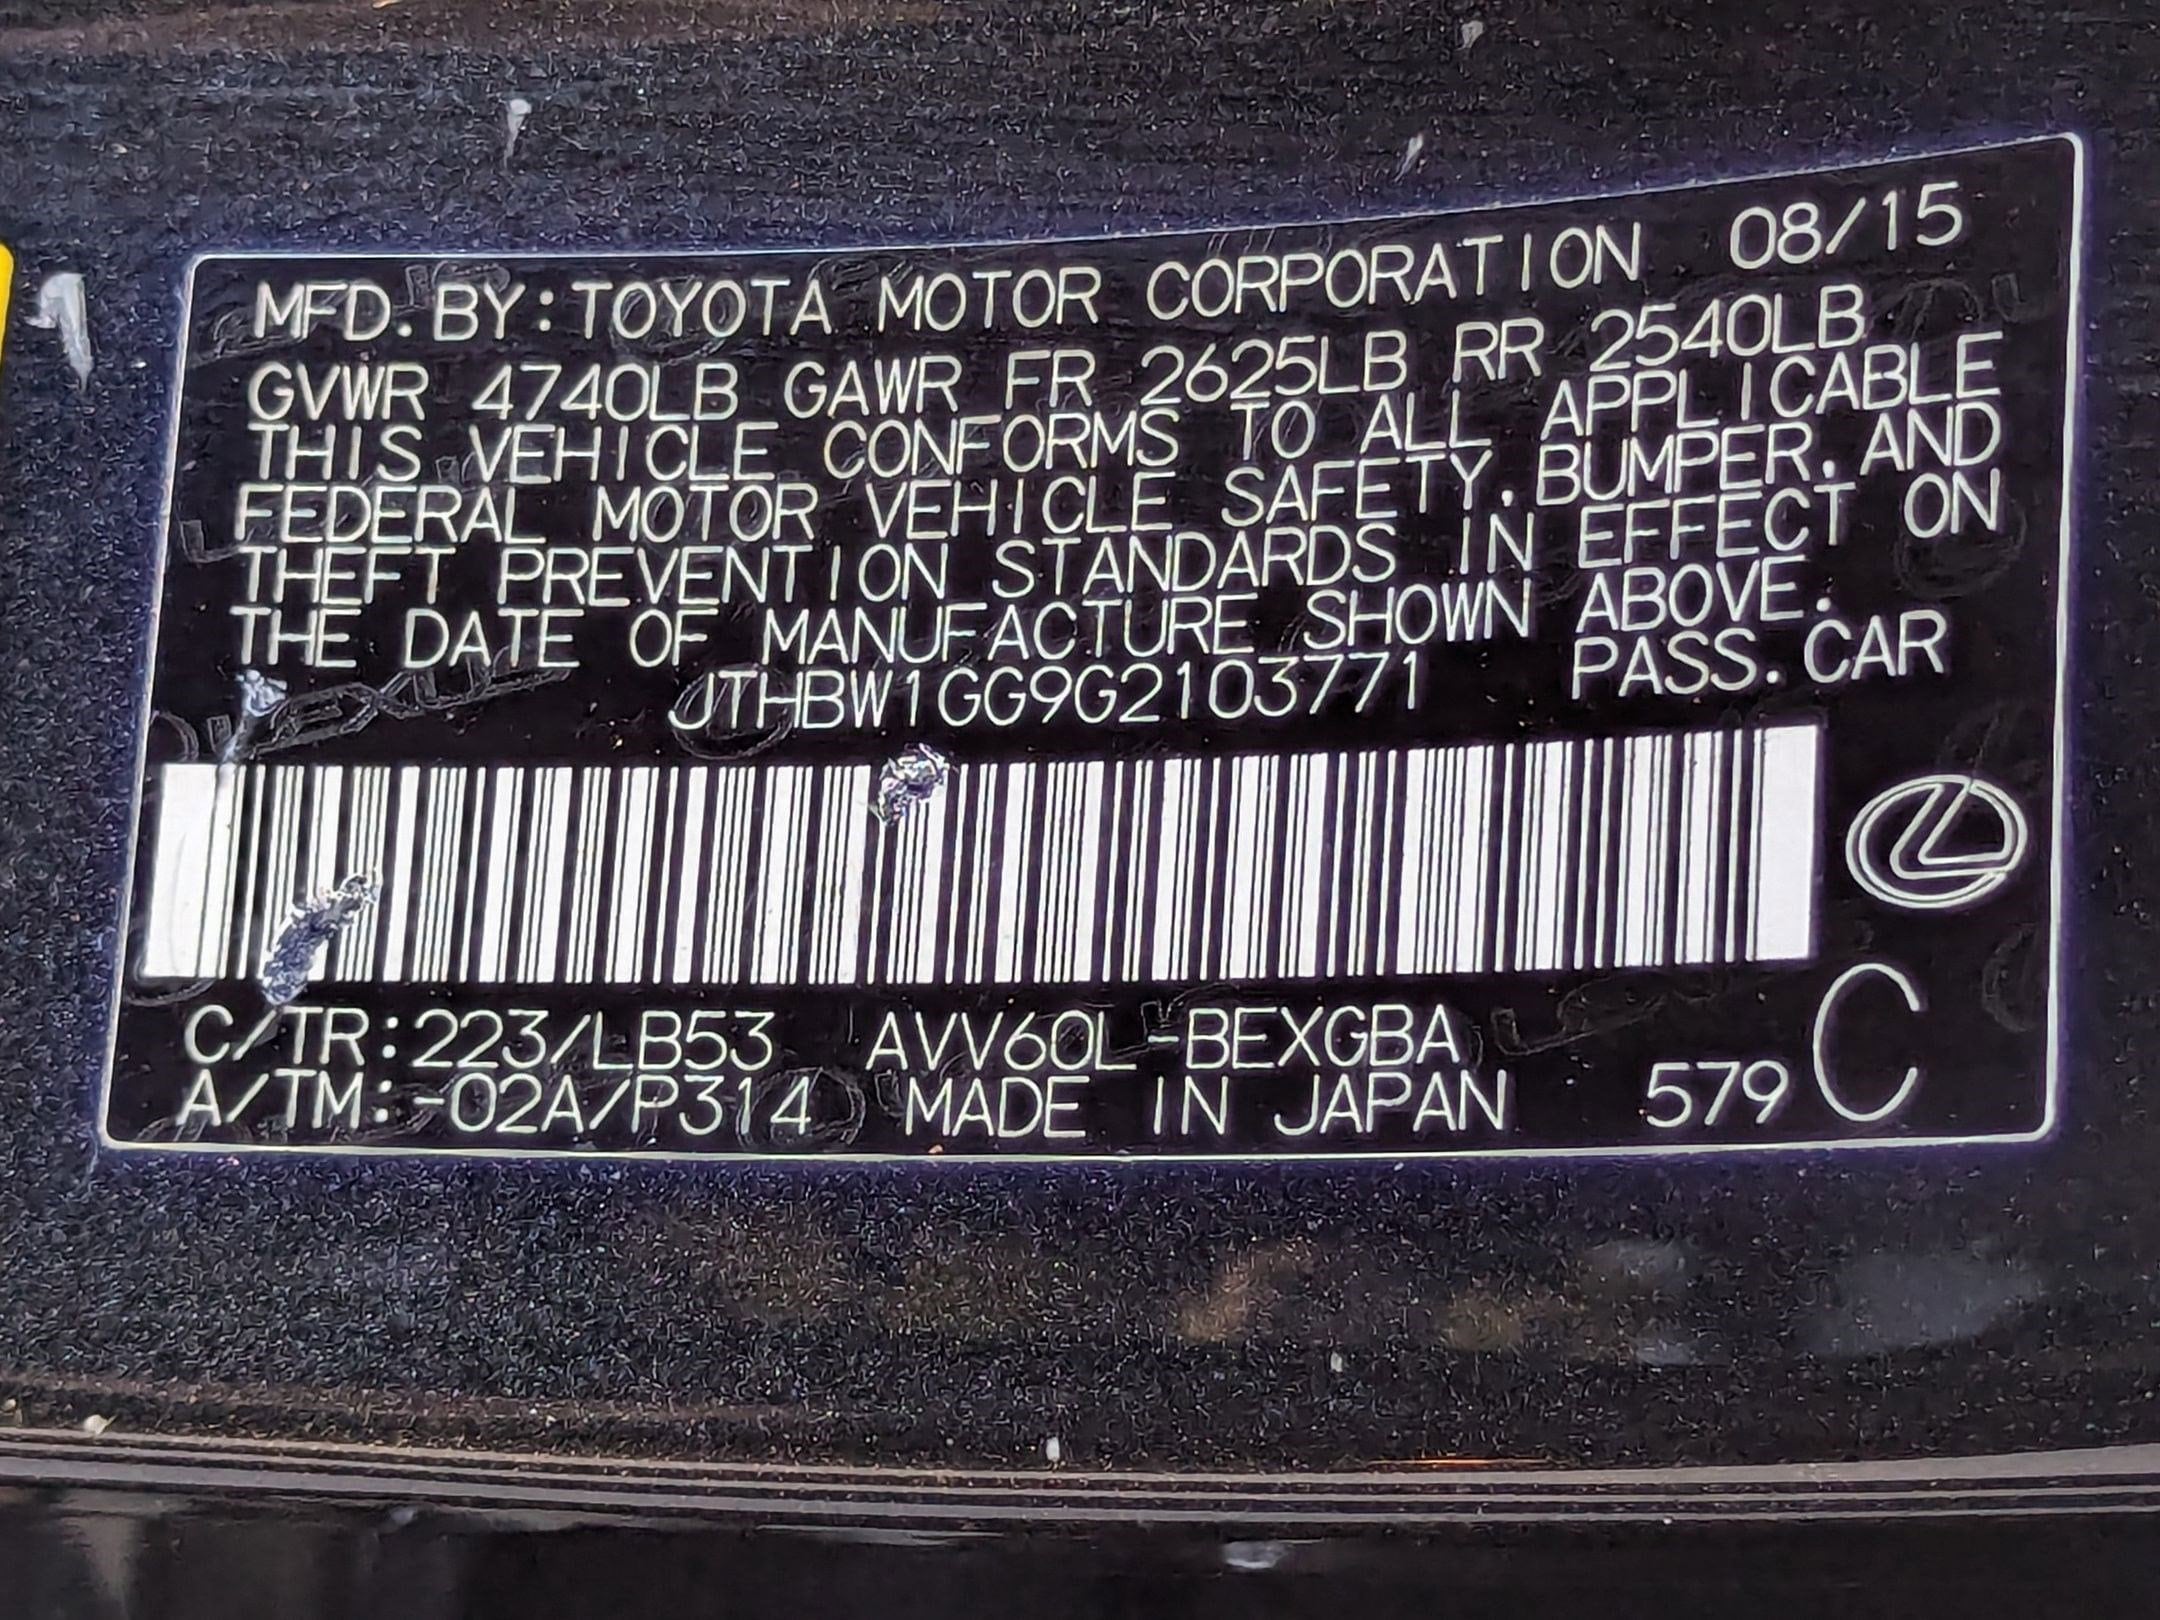 MFD. BY: TOYOTA MOTOR CORPORATION 08/15
GVWR 4740LB GAWR FR 2625LB RR 2540LB
THIS VEHICLE CONFORMS TO ALL APPLICABLE
FEDERAL MOTOR VEHICLE SAFETY, BUMPER, AND
THEFT PREVENTION STANDARDS IN EFFECT ON
THE DATE OF MANUFACTURE SHOWN ABOVE.
JTHBW1GG9G2103771 PASS. CAR
C/TR: 223/LB53 AVV60L-BEXGBA
A/TM: -02A/P314 MADE IN JAPAN 579 C